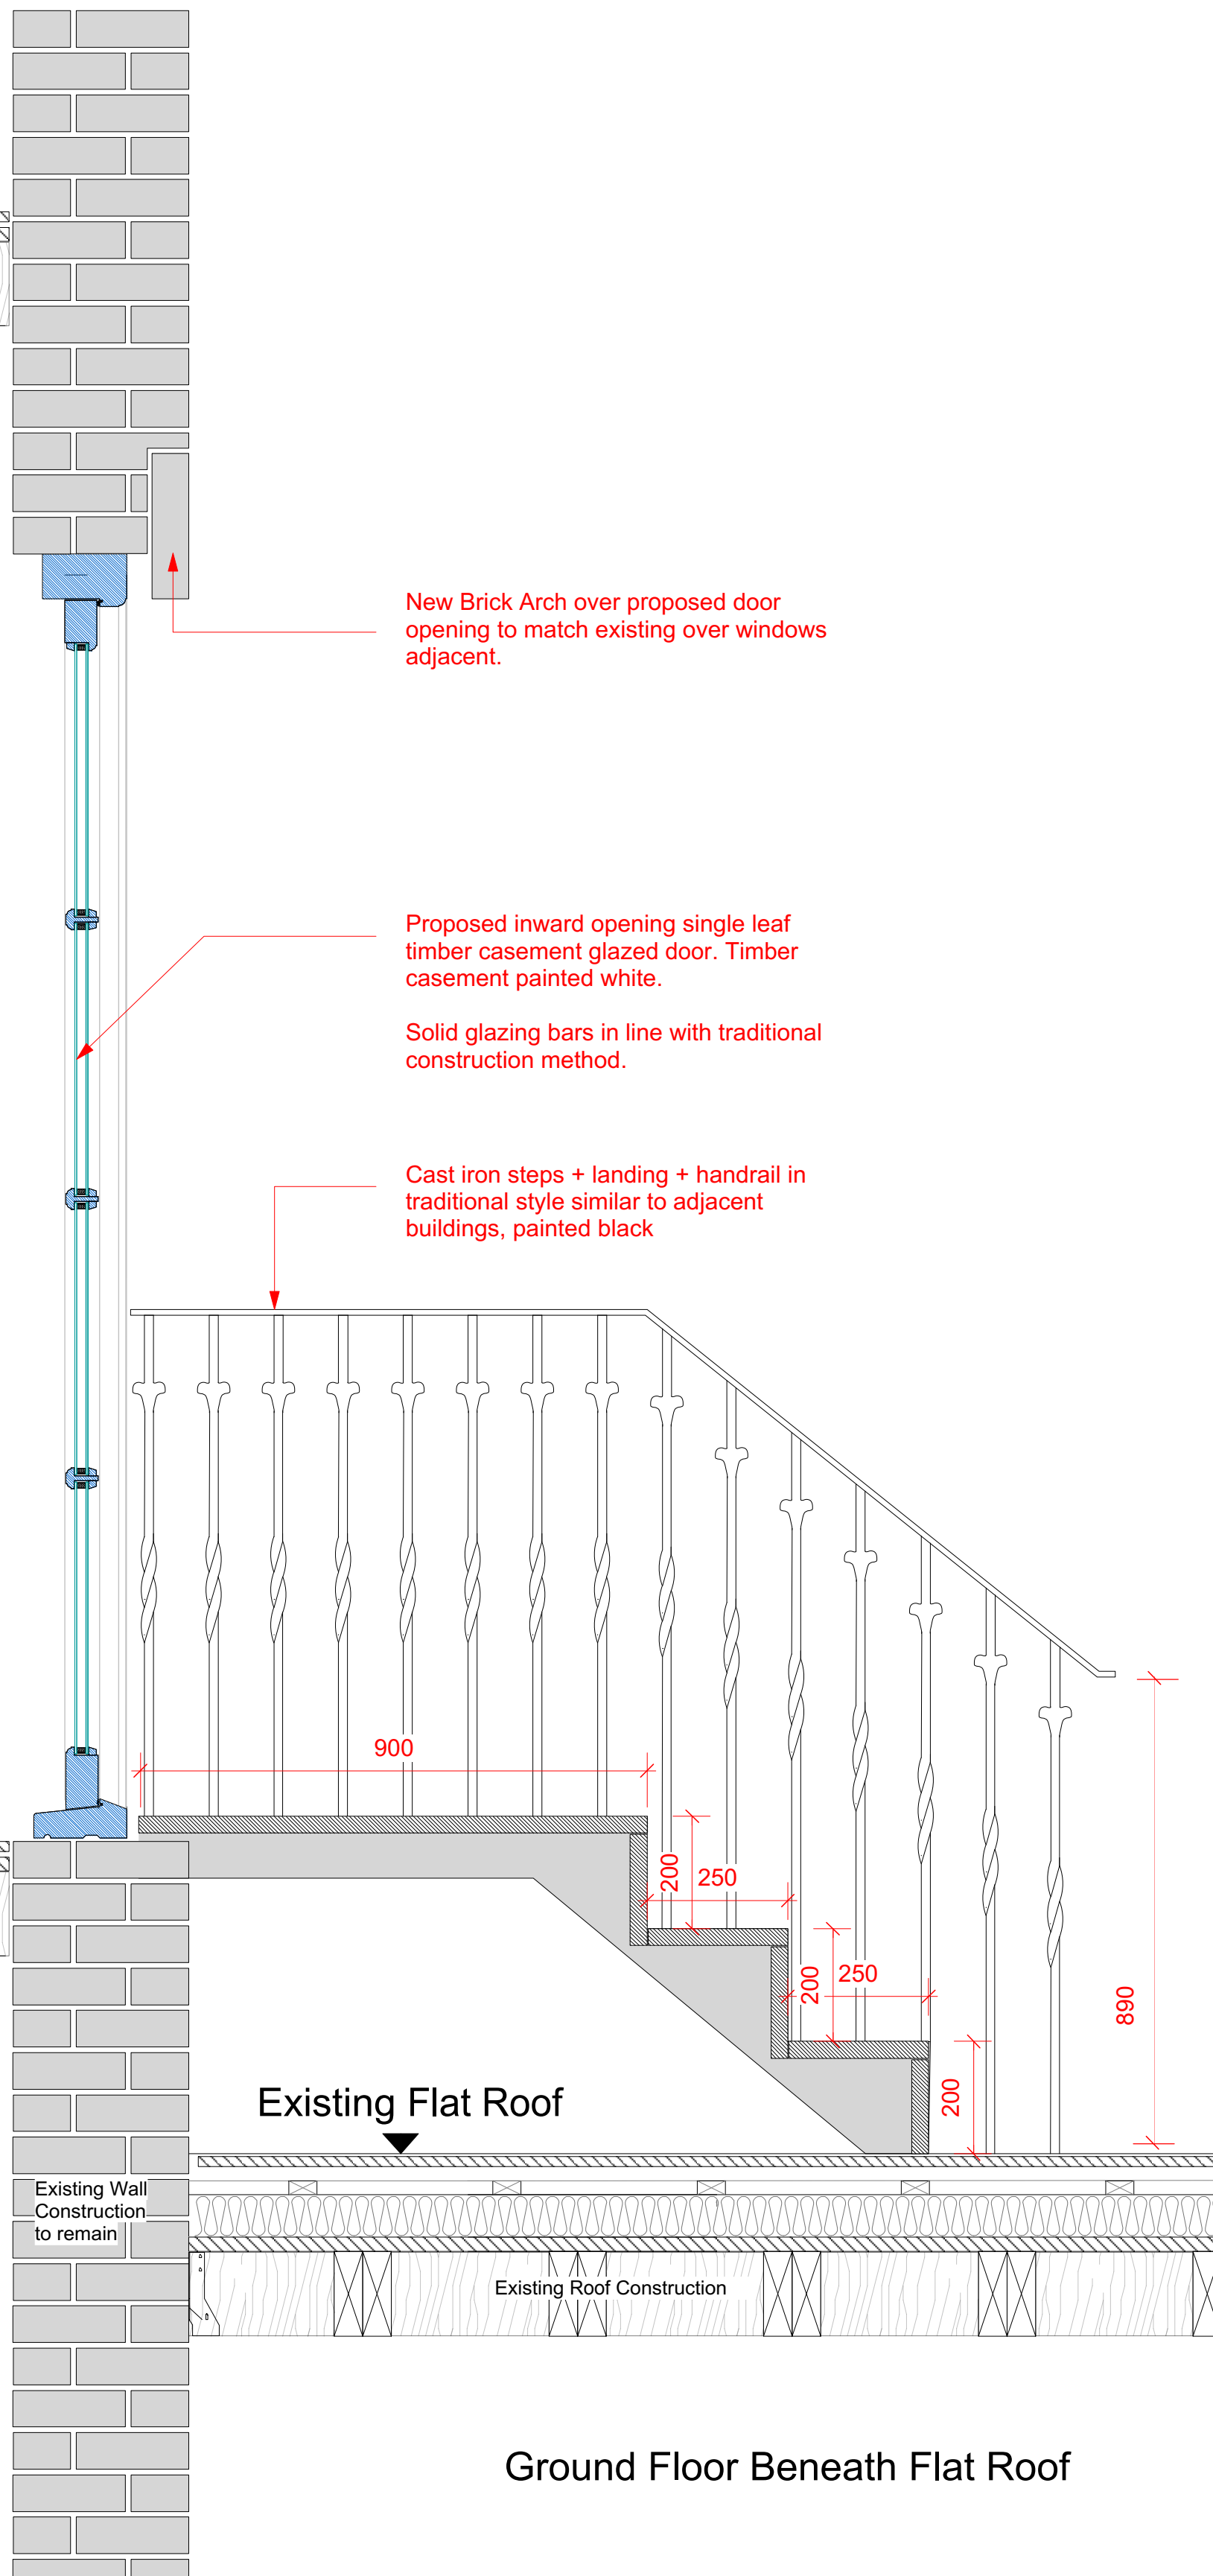 New Brick Arch over proposed door
opening to match existing over windows
adjacent.
Proposed inward opening single leaf
timber casement glazed door. Timber
casement painted white.
Solid glazing bars in line with traditional
construction method.
Cast iron steps + landing + handrail in
traditional style similar to adjacent
buildings, painted black
900
200
250
200
250
890
200
Existing Flat Roof
Existing Wall
Construction
to remain
Existing Roof Construction
Ground Floor Beneath Flat Roof